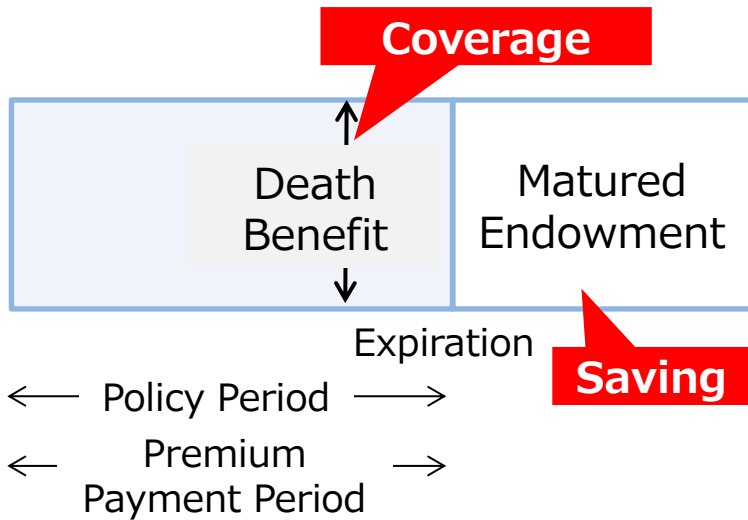 Coverage
Death
Benefit
Matured
Endowment
Expiration
Saving
Policy Period
Premium
Payment Period